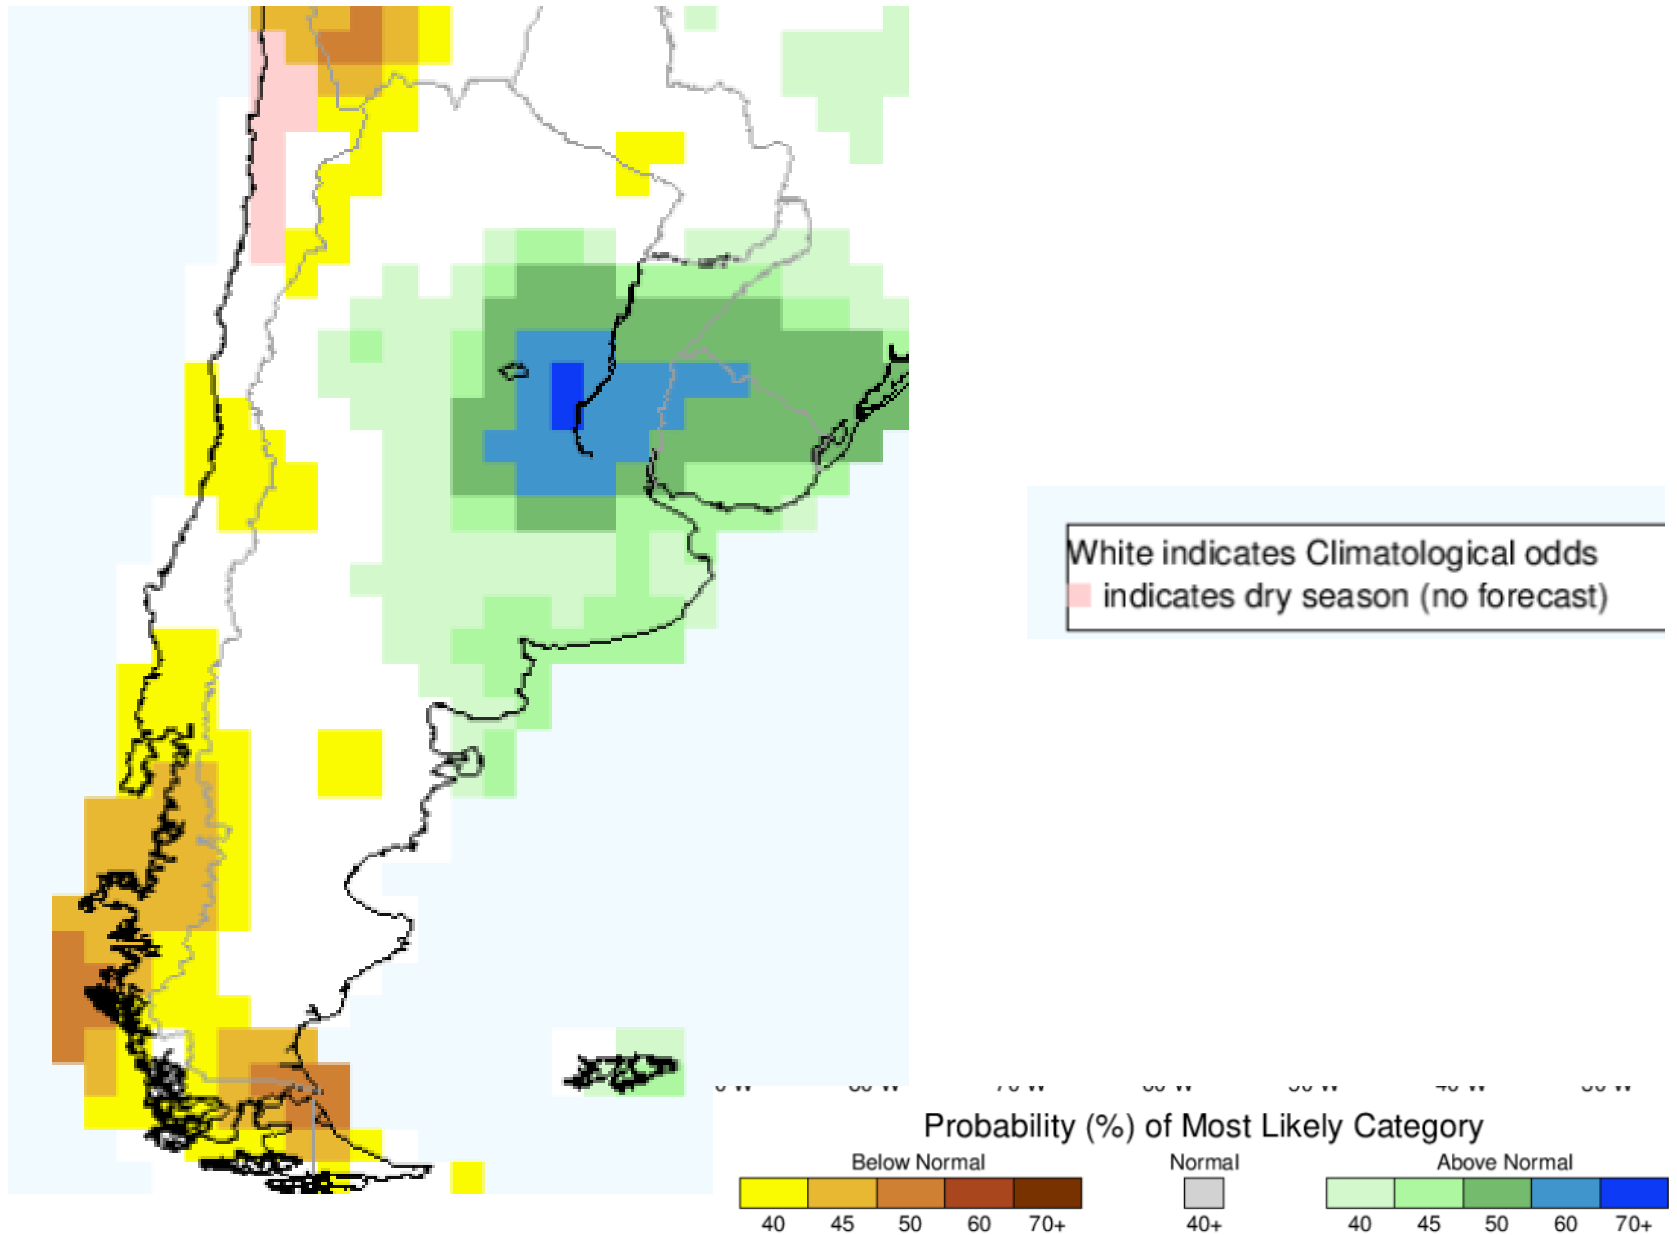 White indicates Climatological odds
indicates dry season (no forecast)
Probability (%) of Most Likely Category
Below Normal Normal Above Normal
40 45 50 60 70+ 40+ 40 45 50 60 70+